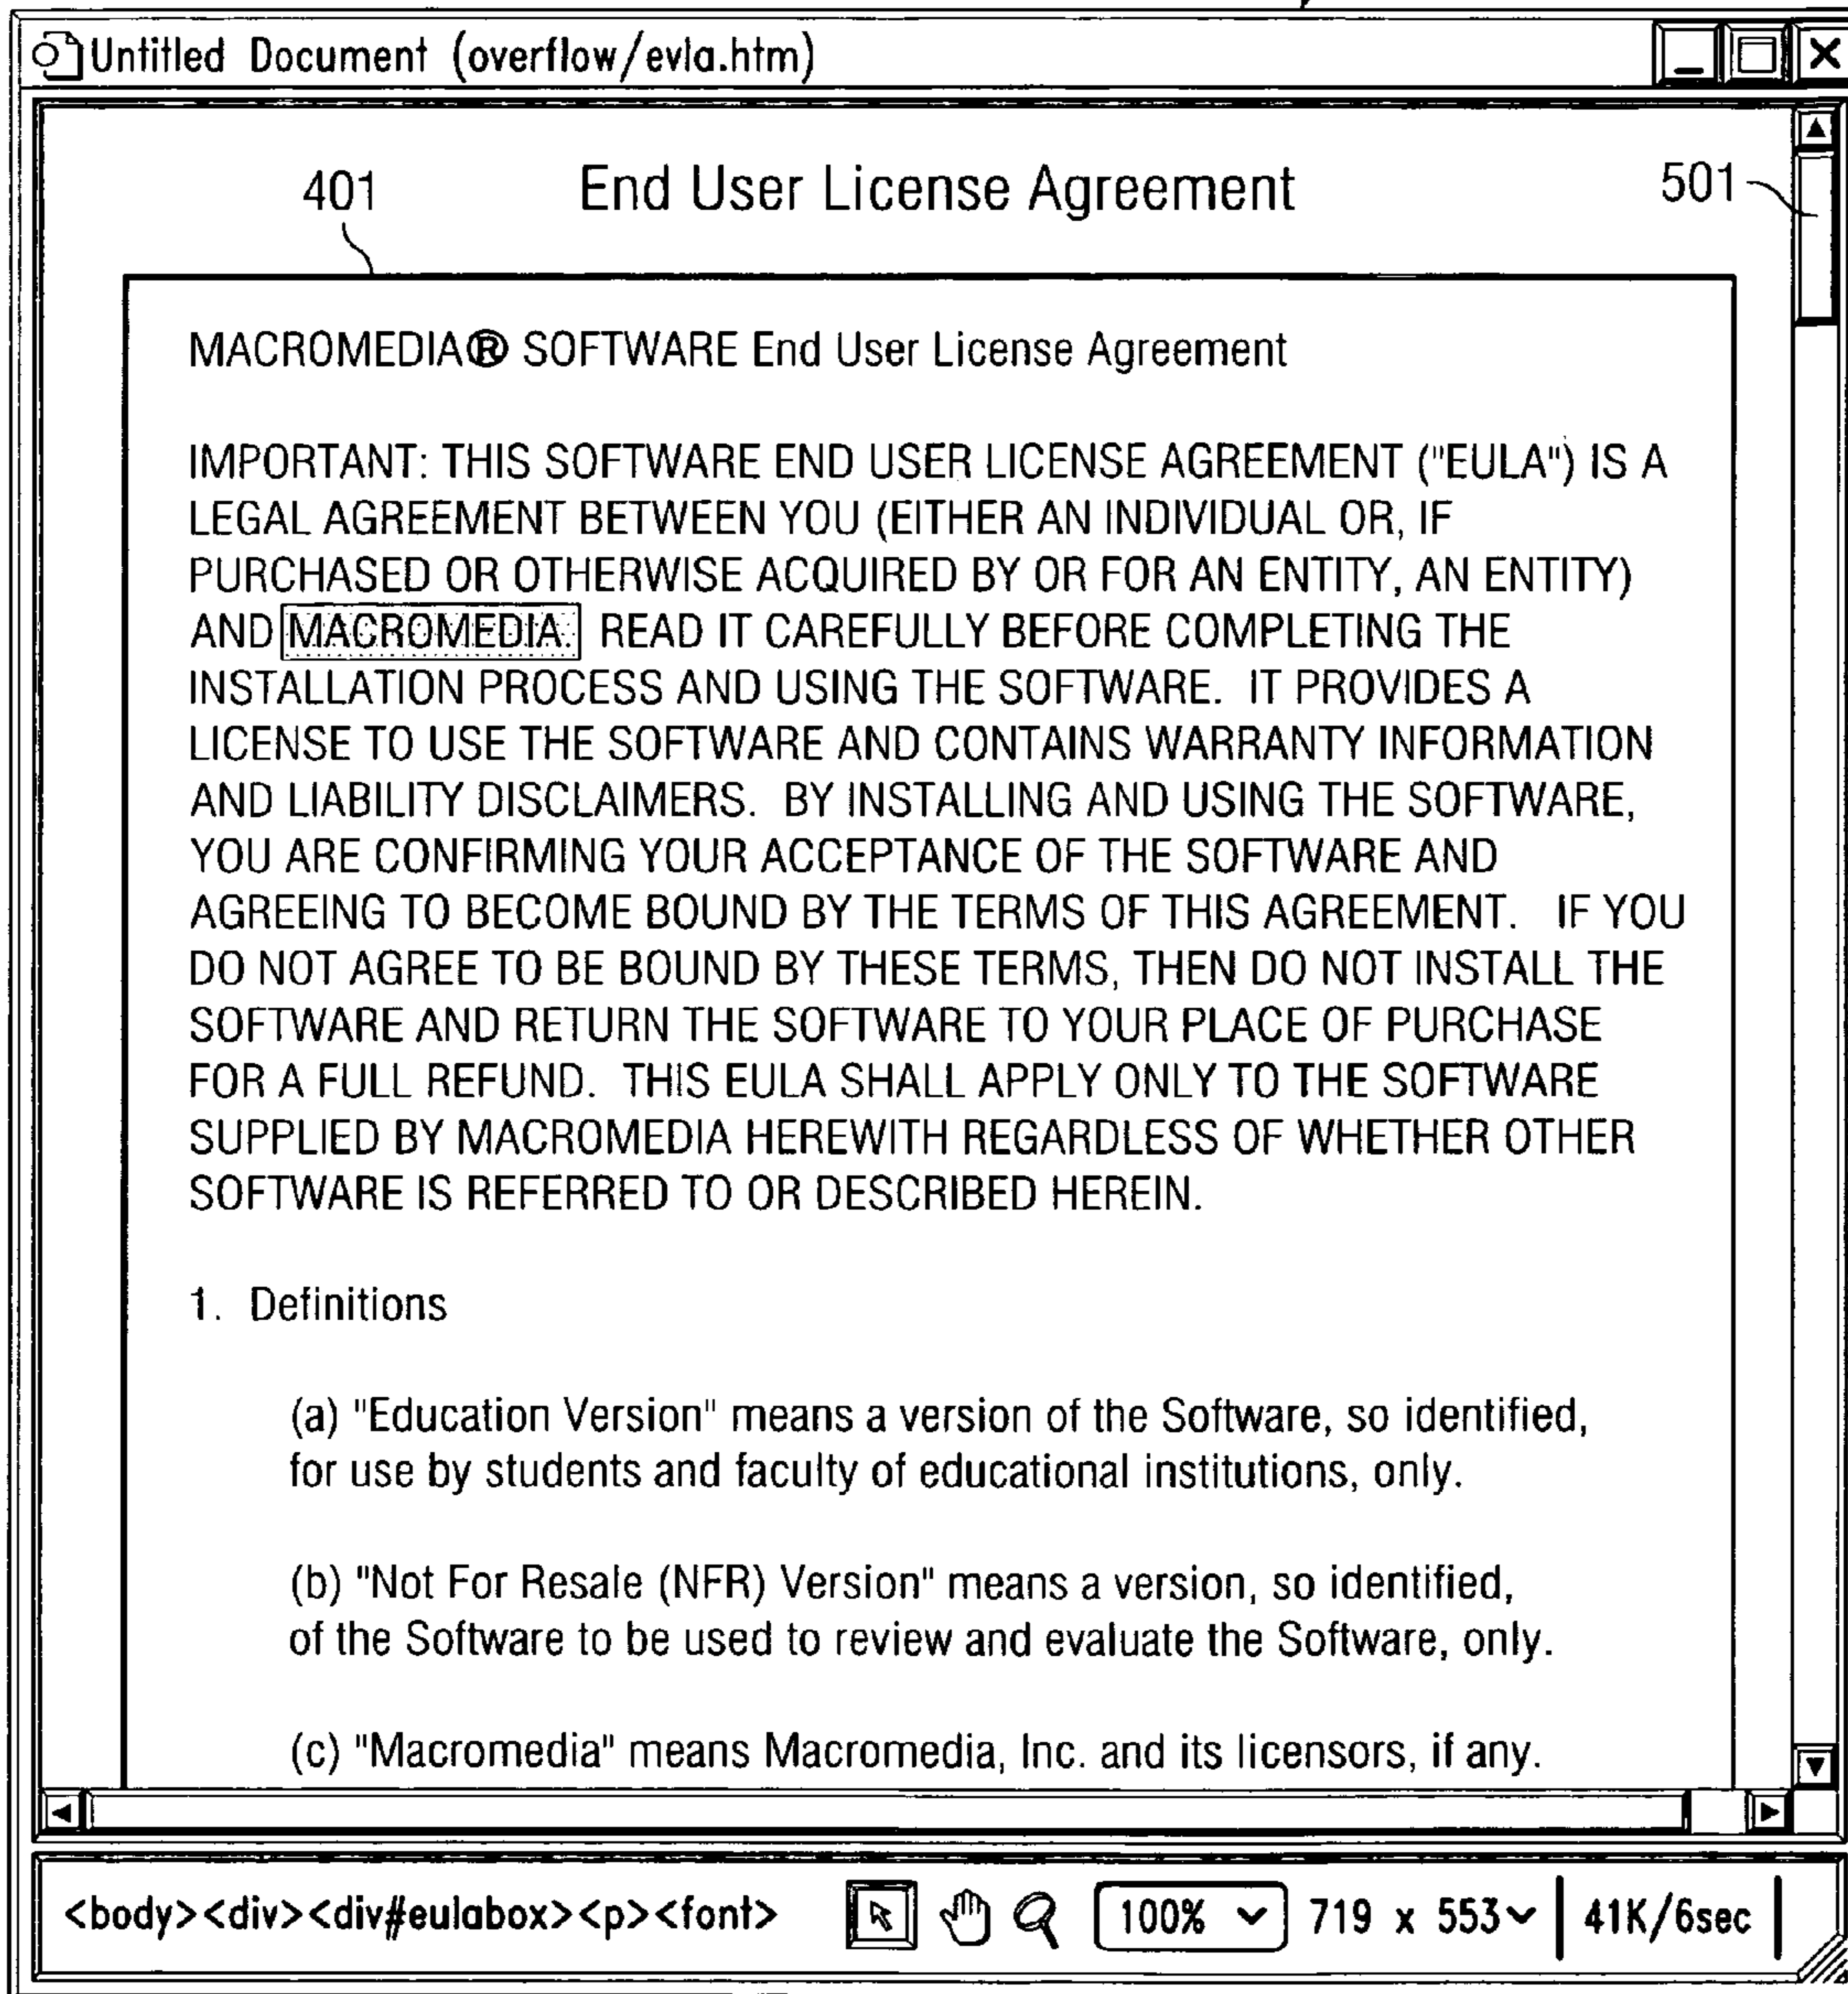 Untitled Document (overflow/evla.htm)
401 End User License Agreement 501
MACROMEDIA® SOFTWARE End User License Agreement
IMPORTANT: THIS SOFTWARE END USER LICENSE AGREEMENT ("EULA") IS A
LEGAL AGREEMENT BETWEEN YOU (EITHER AN INDIVIDUAL OR, IF
PURCHASED OR OTHERWISE ACQUIRED BY OR FOR AN ENTITY, AN ENTITY)
AND MACROMEDIA. READ IT CAREFULLY BEFORE COMPLETING THE
INSTALLATION PROCESS AND USING THE SOFTWARE. IT PROVIDES A
LICENSE TO USE THE SOFTWARE AND CONTAINS WARRANTY INFORMATION
AND LIABILITY DISCLAIMERS. BY INSTALLING AND USING THE SOFTWARE,
YOU ARE CONFIRMING YOUR ACCEPTANCE OF THE SOFTWARE AND
AGREEING TO BECOME BOUND BY THE TERMS OF THIS AGREEMENT. IF YOU
DO NOT AGREE TO BE BOUND BY THESE TERMS, THEN DO NOT INSTALL THE
SOFTWARE AND RETURN THE SOFTWARE TO YOUR PLACE OF PURCHASE
FOR A FULL REFUND. THIS EULA SHALL APPLY ONLY TO THE SOFTWARE
SUPPLIED BY MACROMEDIA HEREWITH REGARDLESS OF WHETHER OTHER
SOFTWARE IS REFERRED TO OR DESCRIBED HEREIN.
1. Definitions
(a) "Education Version" means a version of the Software, so identified,
for use by students and faculty of educational institutions, only.
(b) "Not For Resale (NFR) Version" means a version, so identified,
of the Software to be used to review and evaluate the Software, only.
(c) "Macromedia" means Macromedia, Inc. and its licensors, if any.
<body><div><div#eulabox><p><font> 100% 719 x 553 41K/6sec